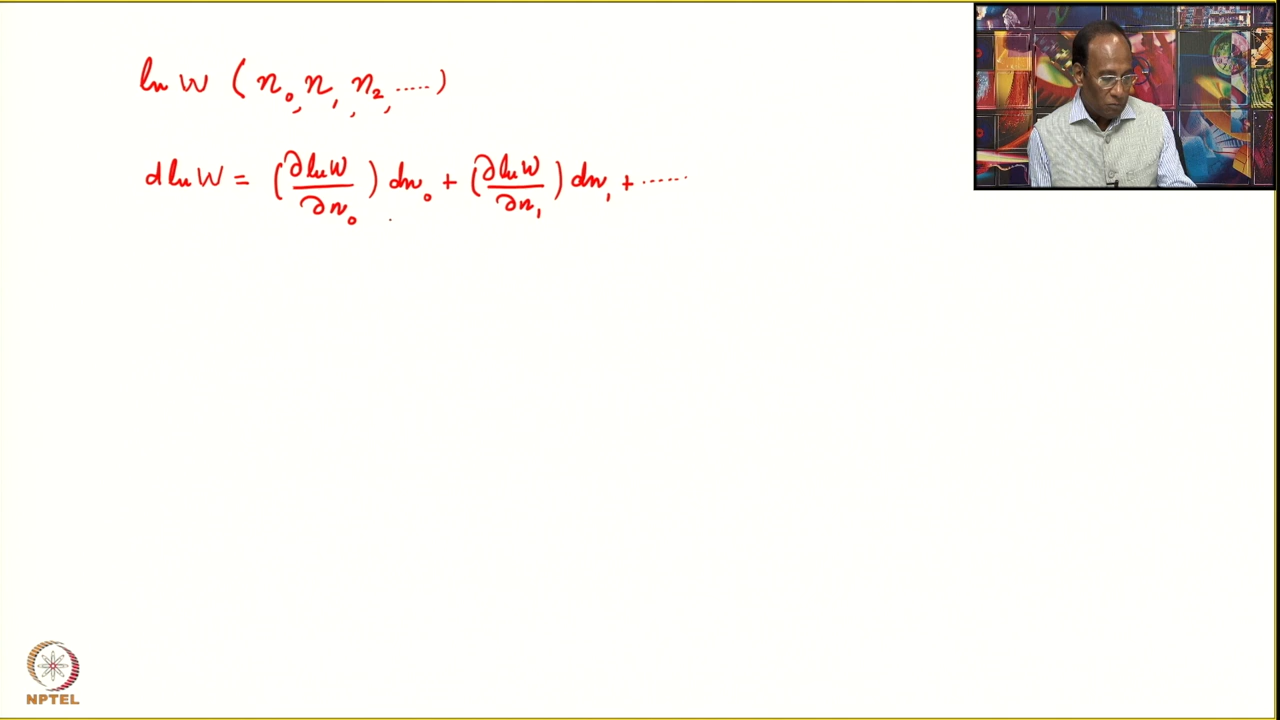 ln W (n₀, n₁, n₂, .....)
d ln W = (∂ ln W / ∂n₀) dn₀ + (∂ ln W / ∂n₁) dn₁ + ......
NPTEL